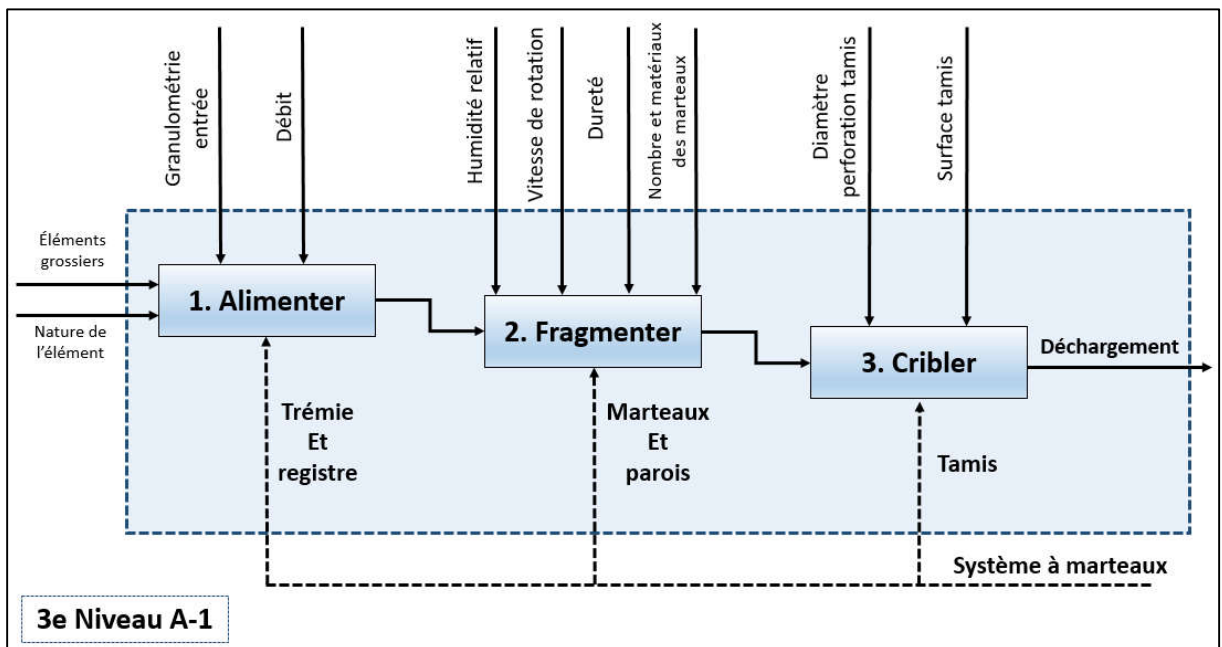 Granulométrie
entrée
Débit
Humidité relatif
Vitesse de rotation
Dureté
Nombre et matériaux
des marteaux
Diamètre
perforation tamis
Surface tamis
Éléments
grossiers
Nature de
l'élément
1. Alimenter
2. Fragmenter
3. Cribler
Déchargement
Trémie
Et
registre
Marteaux
Et
parois
Tamis
Système à marteaux
3e Niveau A-1